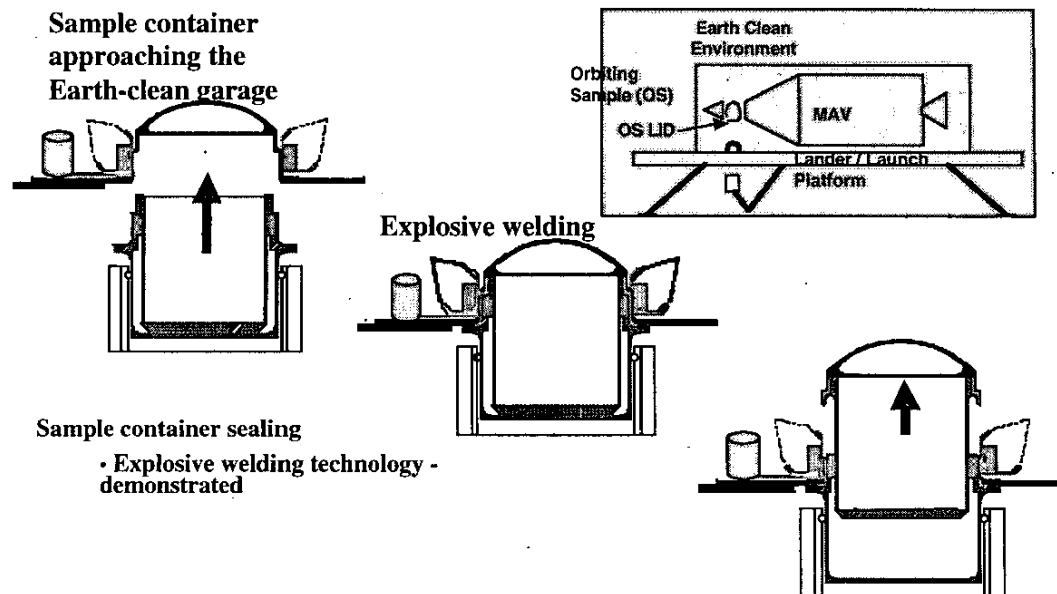 Sample container
approaching the
Earth-clean garage
Earth Clean
Environment
Orbiting
Sample (OS)
OS LID
MAV
Lander / Launch
Platform
Explosive welding
Sample container sealing
· Explosive welding technology -
demonstrated